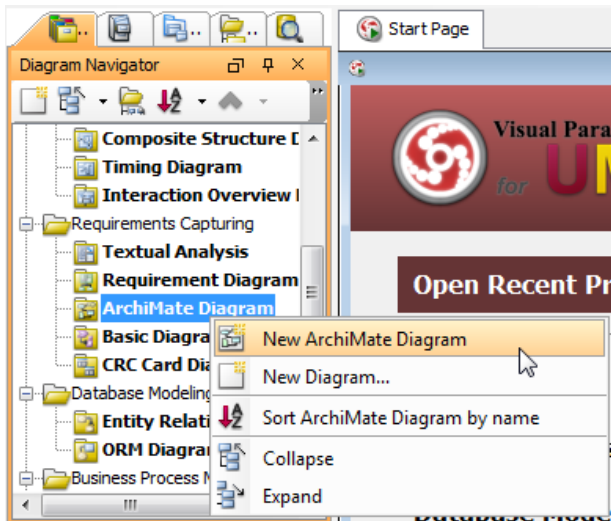 Start Page
Diagram Navigator
Composite Structure
Timing Diagram
Interaction Overview
Requirements Capturing
Textual Analysis
Requirement Diagram
ArchiMate Diagram
Basic Diagra
CRC Card Dia
Database Modeling
Entity Relati
ORM Diagra
Business Process
Visual Para
for UM
Open Recent Pr
New ArchiMate Diagram
New Diagram...
Sort ArchiMate Diagram by name
Collapse
Expand